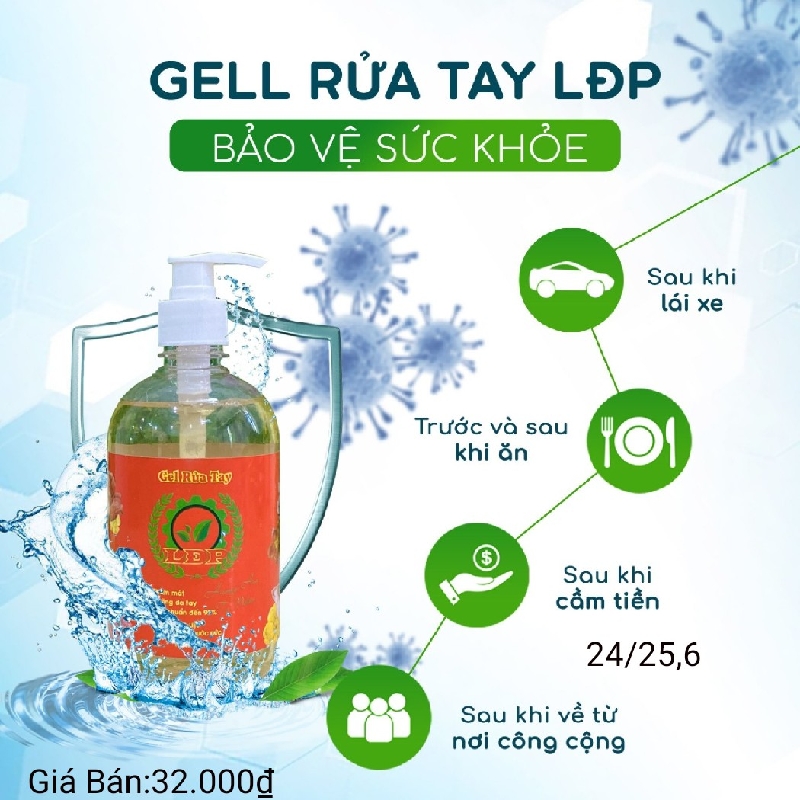 GELL RỬA TAY LĐP
BẢO VỆ SỨC KHỎE
Sau khi
lái xe
Trước và sau
khi ăn
Gel Rửa Tay
LĐP
$
Sau khi
cầm tiền
24/25,6
Sau khi về từ
nơi công cộng
Giá Bán:32.000₫